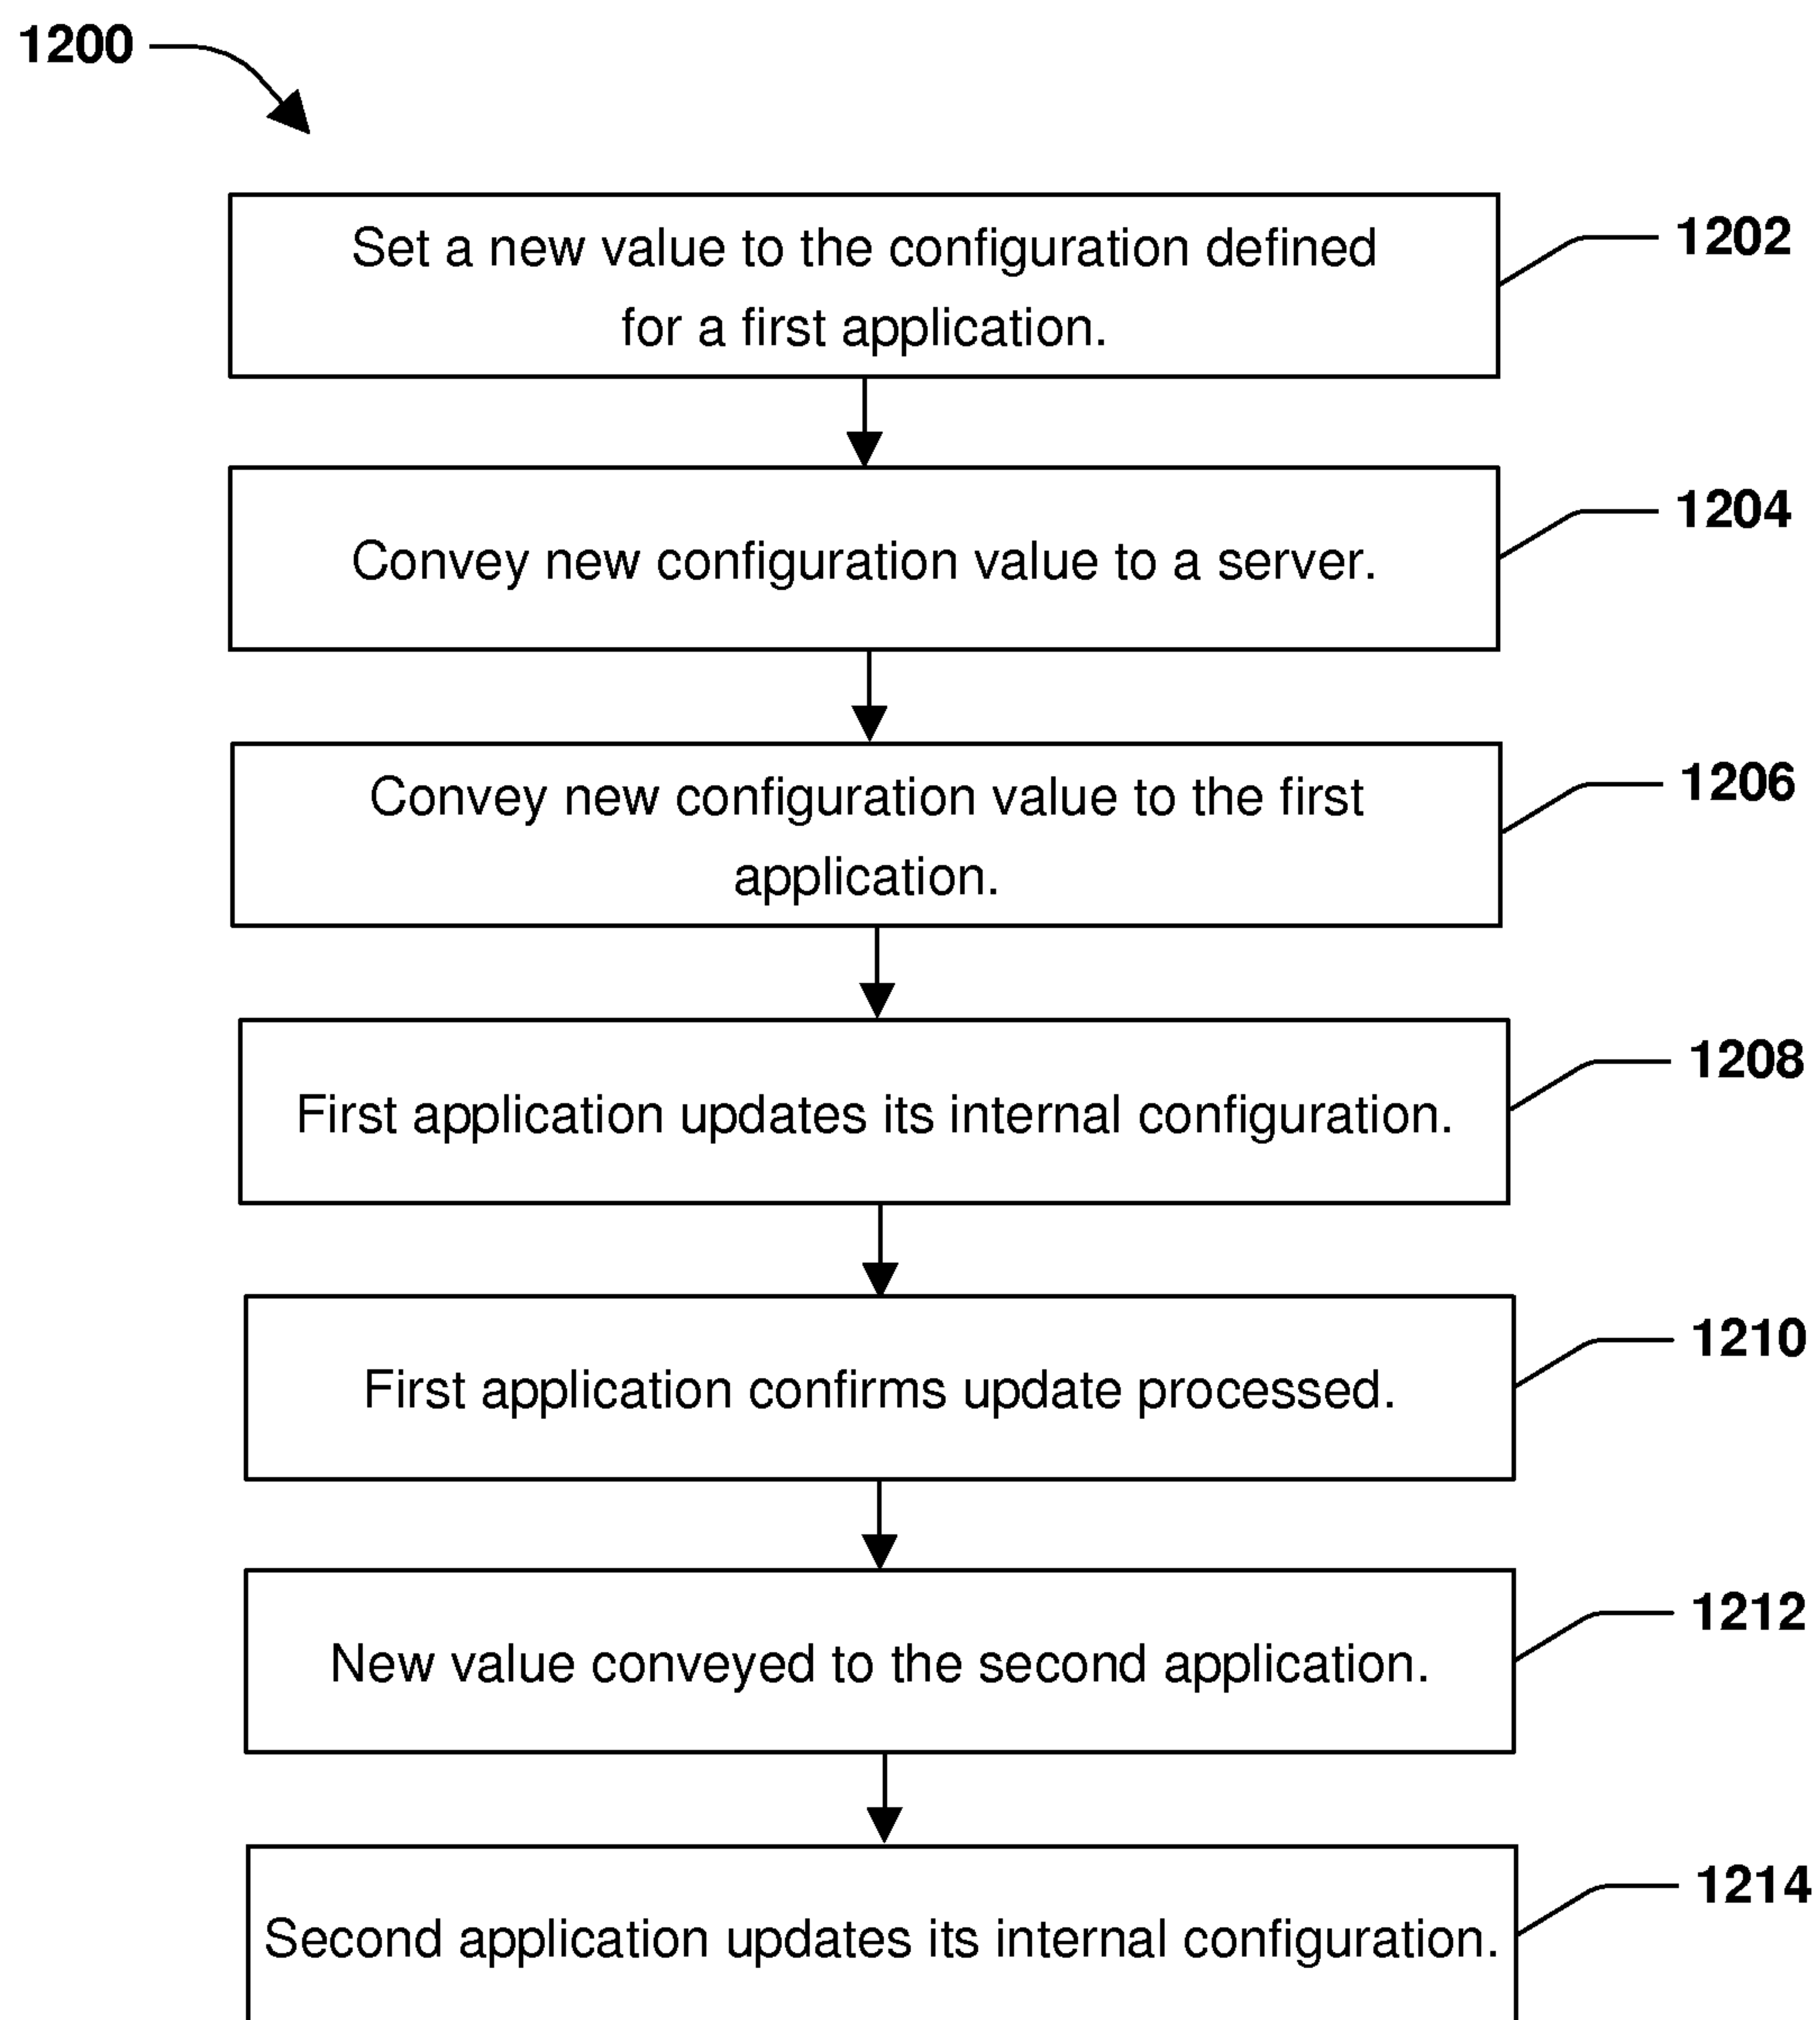 1200
Set a new value to the configuration defined
for a first application.
1202
Convey new configuration value to a server.
1204
Convey new configuration value to the first
application.
1206
First application updates its internal configuration.
1208
First application confirms update processed.
1210
New value conveyed to the second application.
1212
Second application updates its internal configuration.
1214